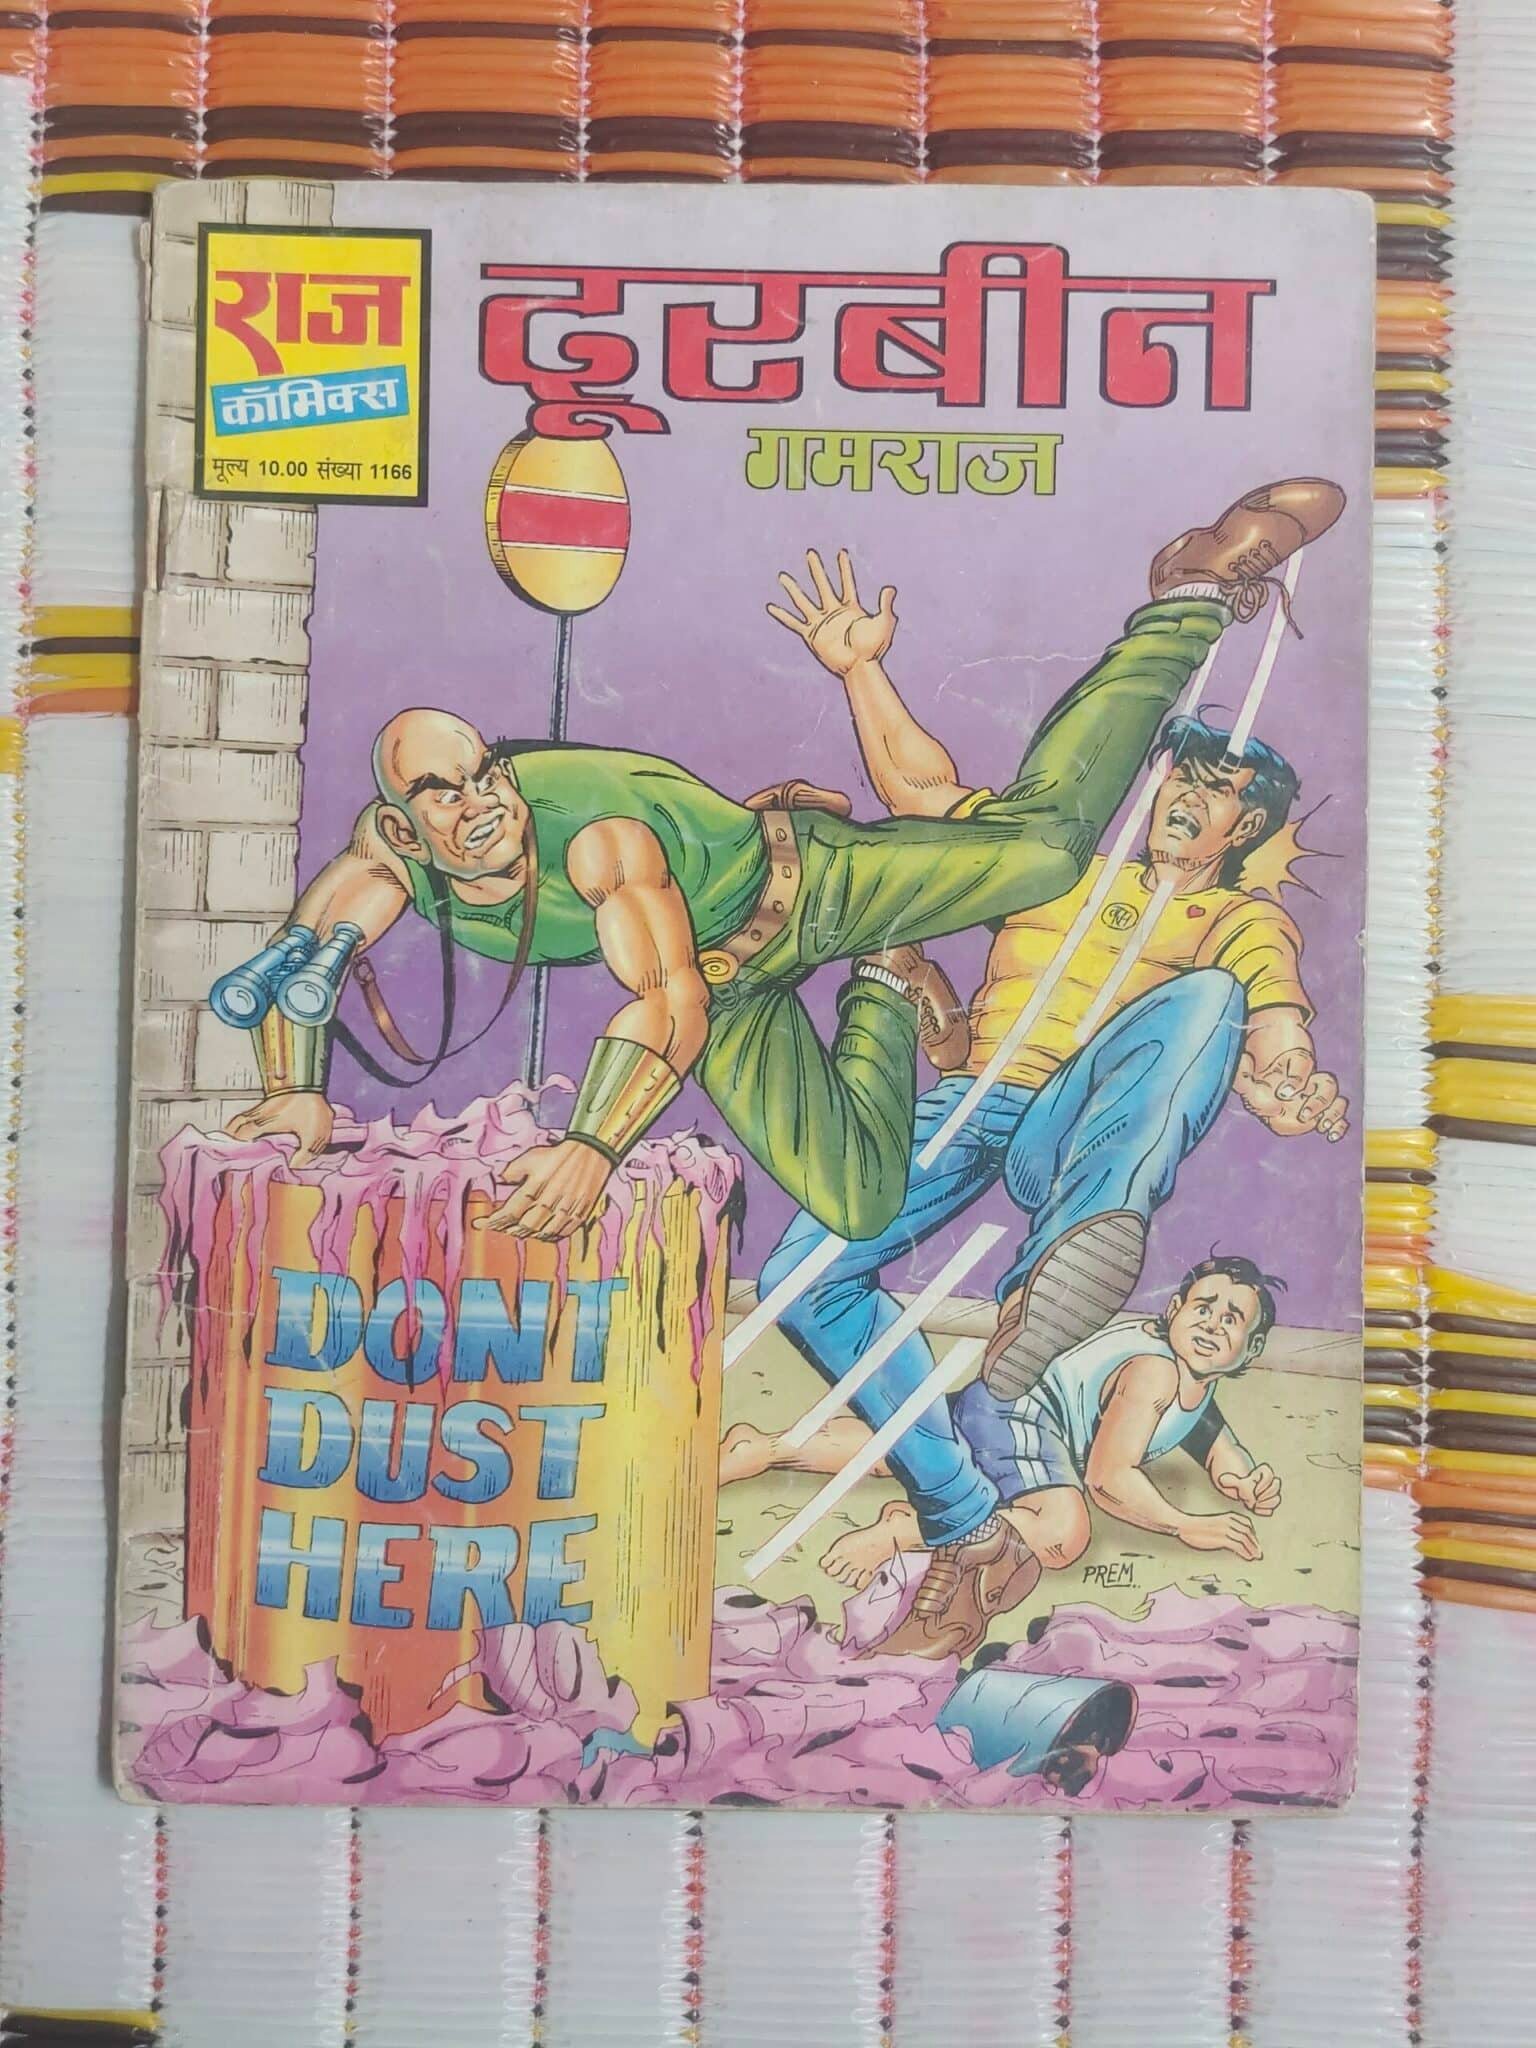 राज
कॉमिक्स
मूल्य 10.00 संख्या 1166
दूरबीन
गमराज
DONT
DUST
HERE
PREM